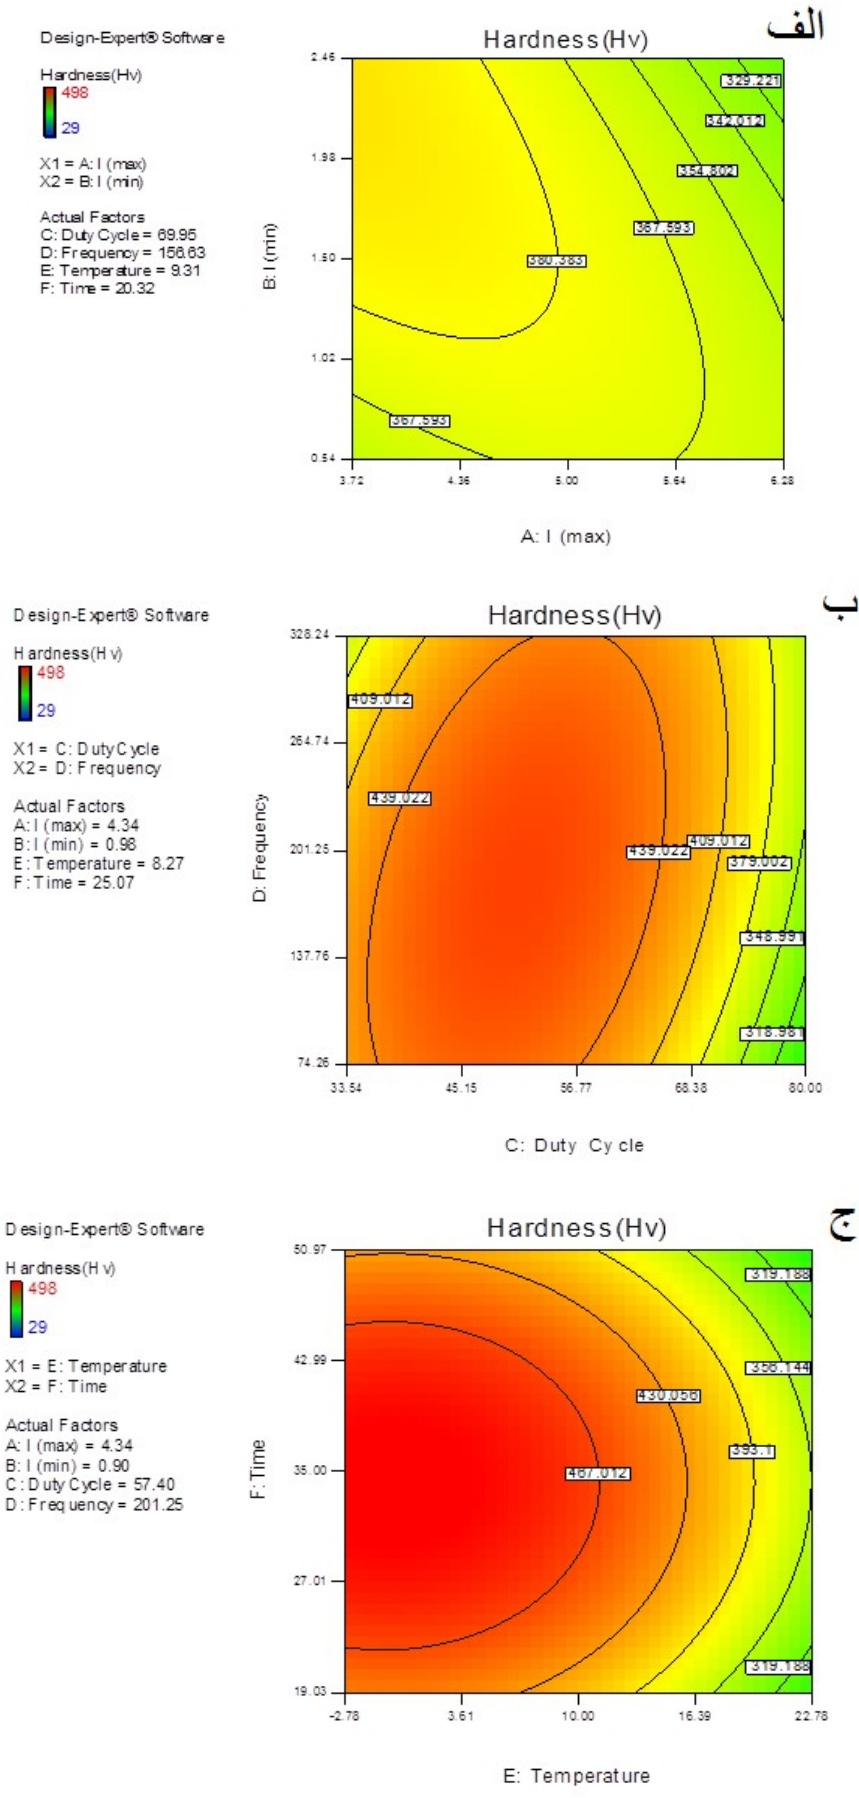 الف
Design-Expert® Software
Hardness(Hv)
498
29
X1 = A: I (max)
X2 = B: I (min)
Actual Factors
C: Duty Cycle = 69.95
D: Frequency = 156.63
E: Temperature = 9.31
F: Time = 20.32
Hardness(Hv)
2.46
1.98
1.50
1.02
0.54
B: I (min)
329.221
342.012
354.802
367.593
380.383
367.593
3.72
4.36
5.00
5.64
6.28
A: I (max)
ب
Design-Expert® Software
Hardness(Hv)
498
29
X1 = C: Duty Cycle
X2 = D: Frequency
Actual Factors
A: I (max) = 4.34
B: I (min) = 0.98
E: Temperature = 8.27
F: Time = 25.07
Hardness(Hv)
328.24
264.74
201.25
137.76
74.26
D: Frequency
409.012
439.022
439.022
409.012
379.002
348.991
318.981
33.54
45.15
56.77
68.38
80.00
C: Duty Cycle
ج
Design-Expert® Software
Hardness(Hv)
498
29
X1 = E: Temperature
X2 = F: Time
Actual Factors
A: I (max) = 4.34
B: I (min) = 0.90
C: Duty Cycle = 57.40
D: Frequency = 201.25
Hardness(Hv)
50.97
42.99
35.00
27.01
19.03
F: Time
319.188
356.144
430.056
393.1
467.012
319.188
-2.78
3.61
10.00
16.39
22.78
E: Temperature